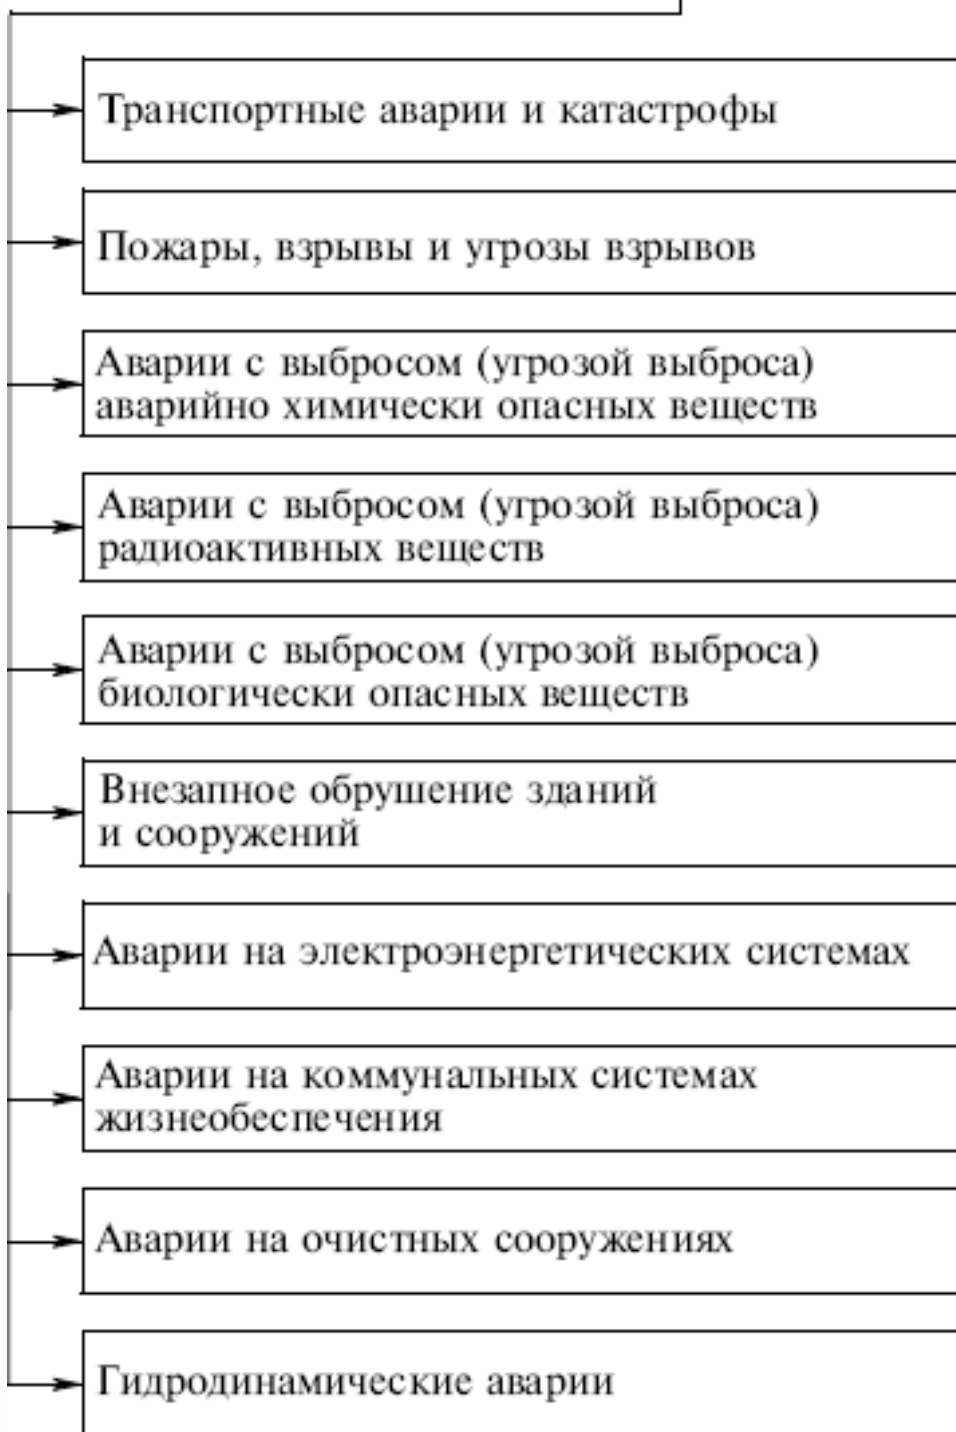 Транспортные аварии и катастрофы
Пожары, взрывы и угрозы взрывов
Аварии с выбросом (угрозой выброса)
аварийно химически опасных веществ
Аварии с выбросом (угрозой выброса)
радиоактивных веществ
Аварии с выбросом (угрозой выброса)
биологически опасных веществ
Внезапное обрушение зданий
и сооружений
Аварии на электроэнергетических системах
Аварии на коммунальных системах
жизнеобеспечения
Аварии на очистных сооружениях
Гидродинамические аварии